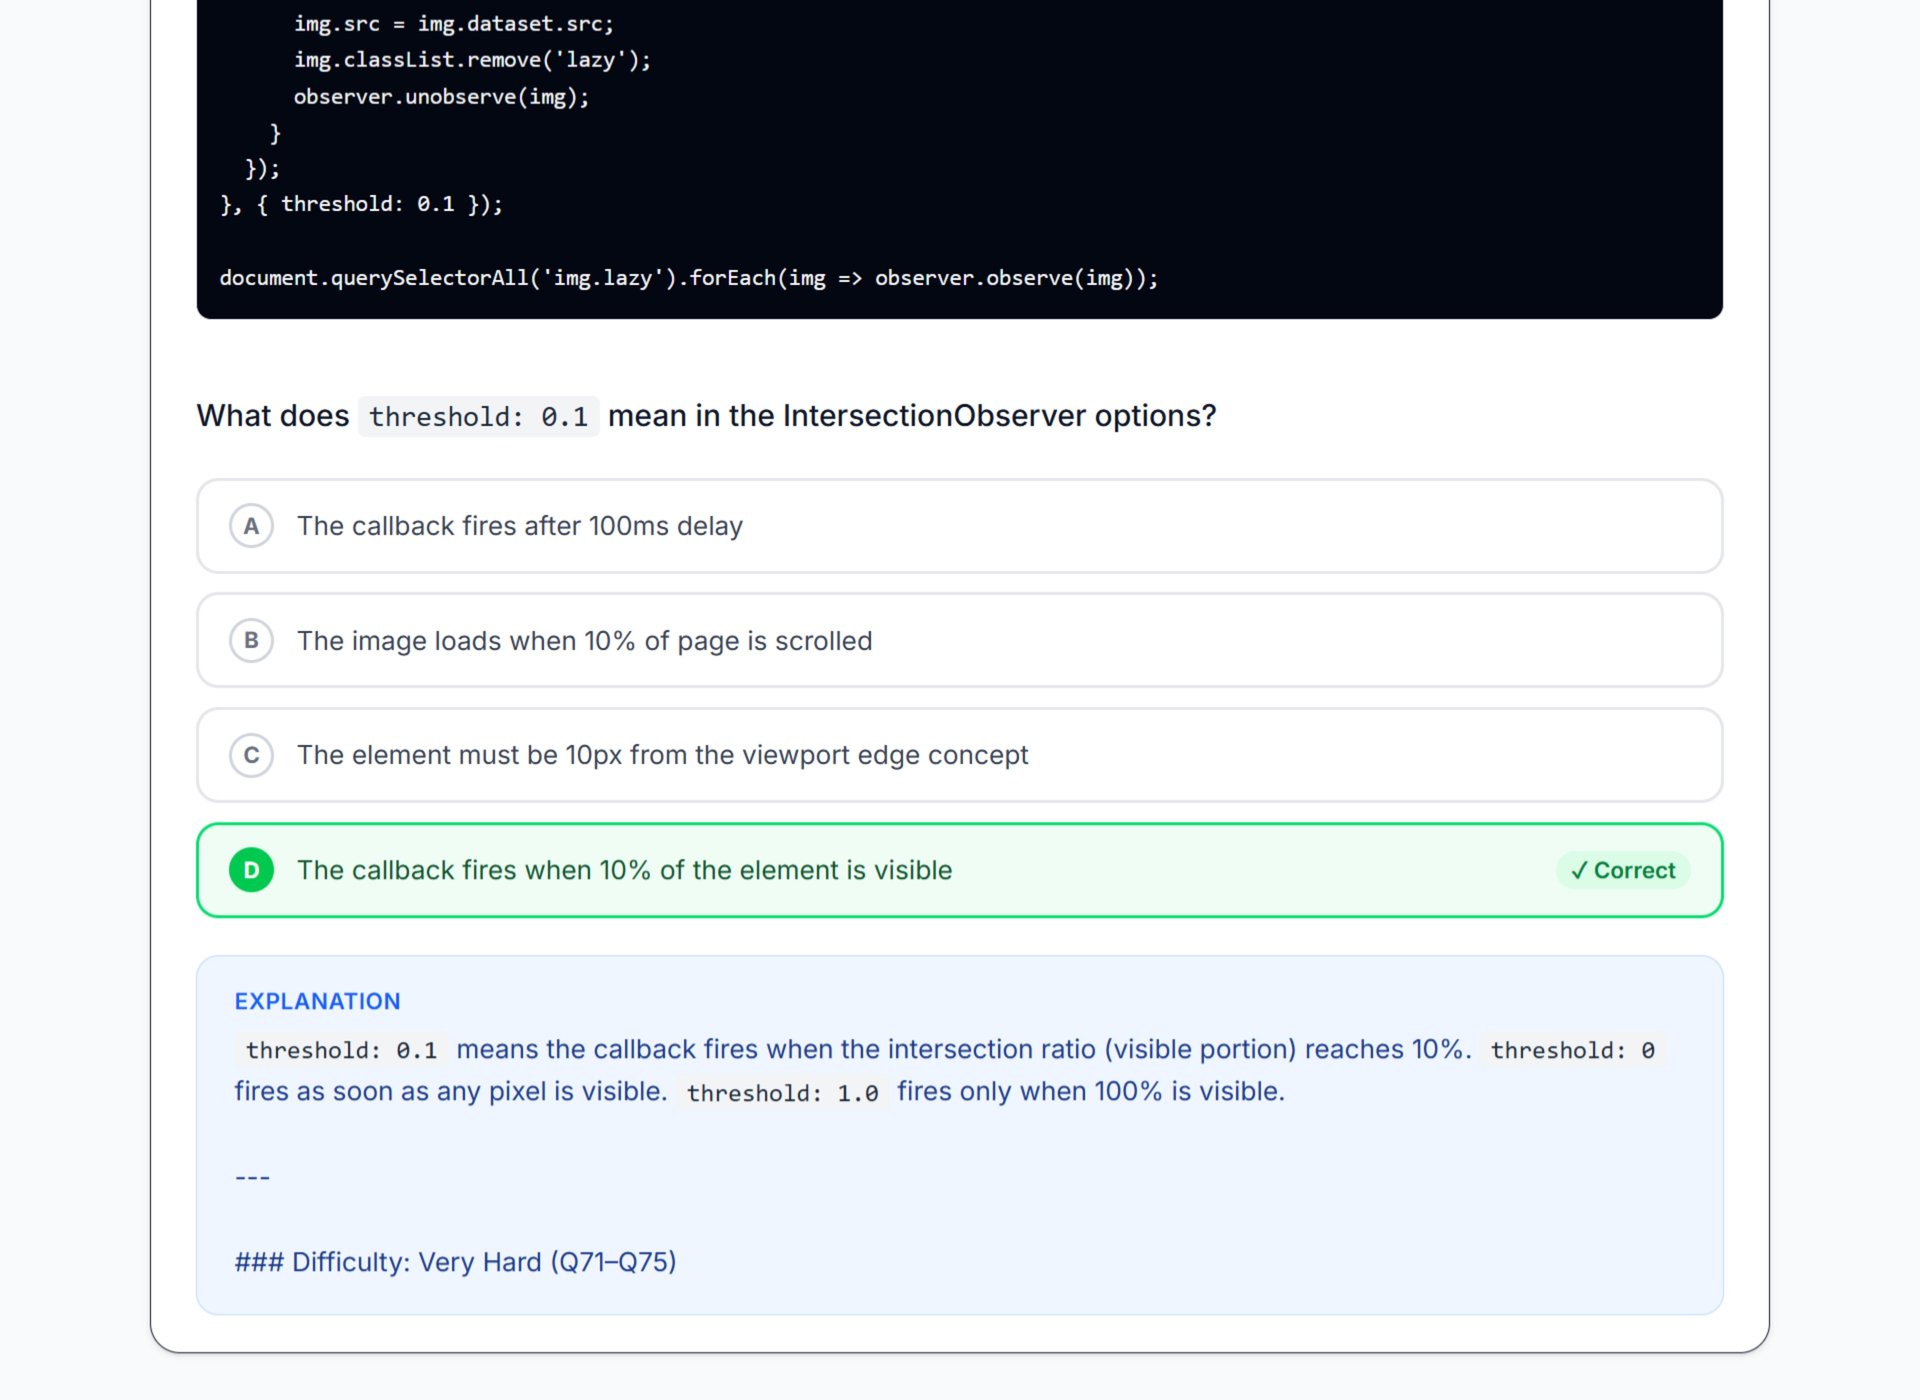 img.src = img.dataset.src;
img.classList.remove('lazy');
observer.unobserve(img);
}
});
}, { threshold: 0.1 });
document.querySelectorAll('img.lazy').forEach(img => observer.observe(img));
What does threshold: 0.1 mean in the IntersectionObserver options?
A The callback fires after 100ms delay
B The image loads when 10% of page is scrolled
C The element must be 10px from the viewport edge concept
D The callback fires when 10% of the element is visible ✓ Correct
EXPLANATION
threshold: 0.1 means the callback fires when the intersection ratio (visible portion) reaches 10%. threshold: 0
fires as soon as any pixel is visible. threshold: 1.0 fires only when 100% is visible.
---
### Difficulty: Very Hard (Q71–Q75)